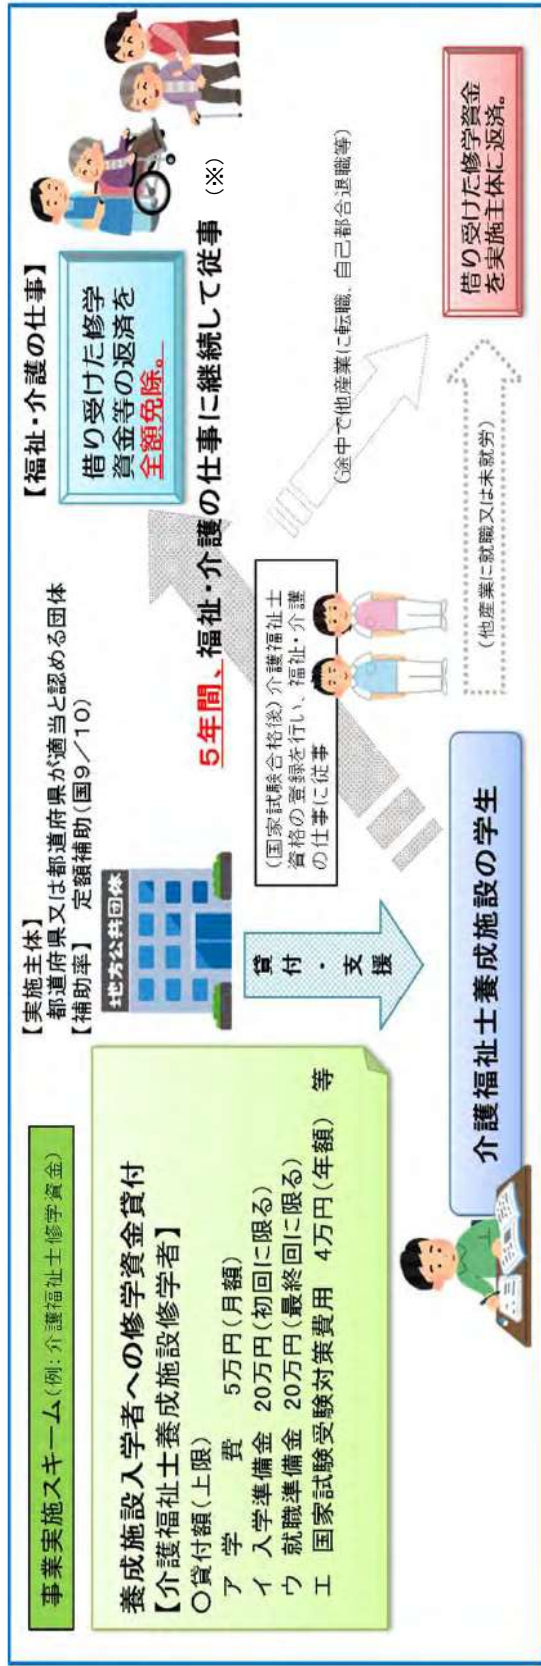 事業実施スキーム(例:介護福祉士修学資金)
養成施設入学者への修学資金貸付
【介護福祉士養成施設修学者】
○貸付額(上限)
ア 学 費 5万円(月額)
イ 入学準備金 20万円(初回に限る)
ウ 就職準備金 20万円(最終回に限る)
エ 国家試験受験対策費用 4万円(年額) 等
【実施主体】
都道府県又は都道府県が適当と認める団体
【補助率】 定額補助(国9/10)
地方公共団体
貸付・支援
介護福祉士養成施設の学生
(国家試験合格後)介護福祉士
資格の登録を行い、福祉・介護
の仕事に従事
5年間、福祉・介護の仕事に継続して従事 (※)
【福祉・介護の仕事】
借り受けた修学
資金等の返済を
全額免除。
(途中で他産業に転職、自己都合退職等)
(他産業に就職又は未就労)
借り受けた修学資金
を実施主体に返済。